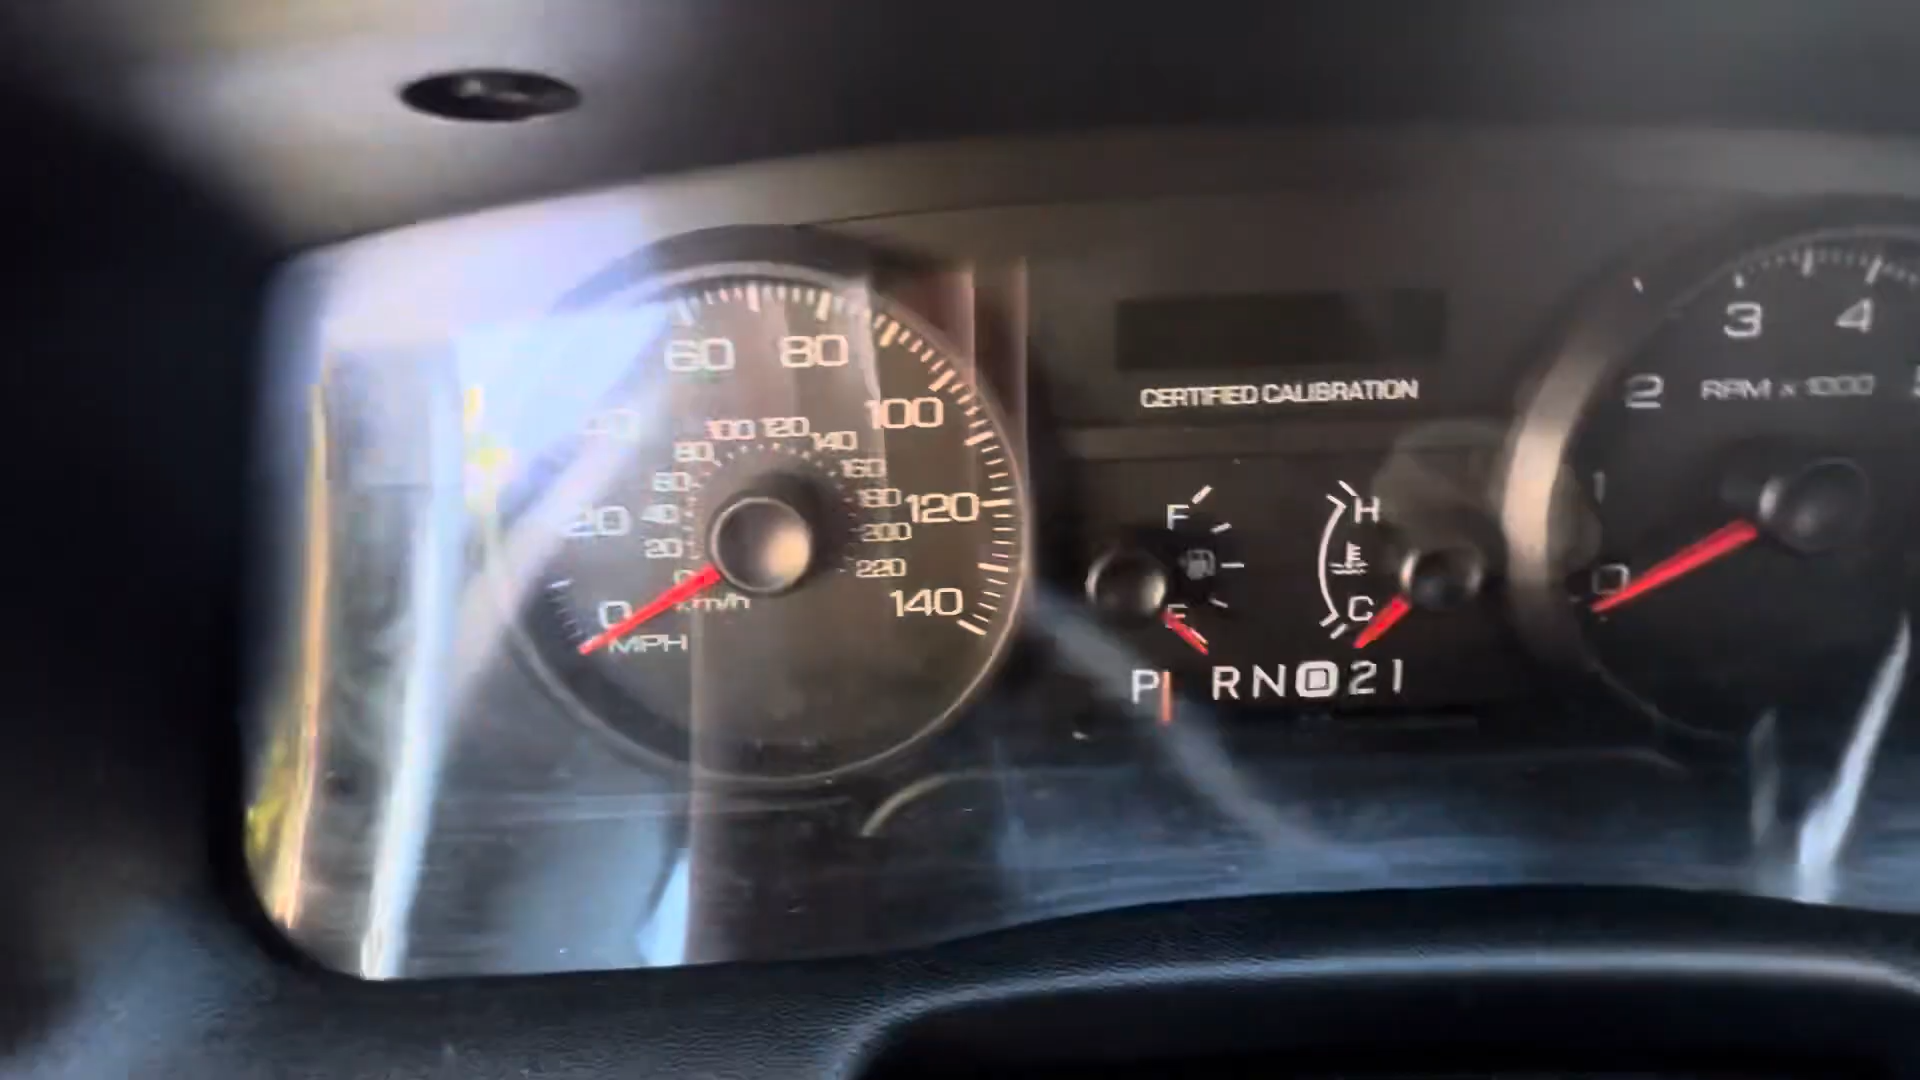 60 80
100
120
140
20
0
MPH
20 40 60 80 100 120 140 160 180 200 220
km/h
CERTIFIED CALIBRATION
F
E
H
C
P R N D 2 1
0 1 2 3 4
RPM x 1000